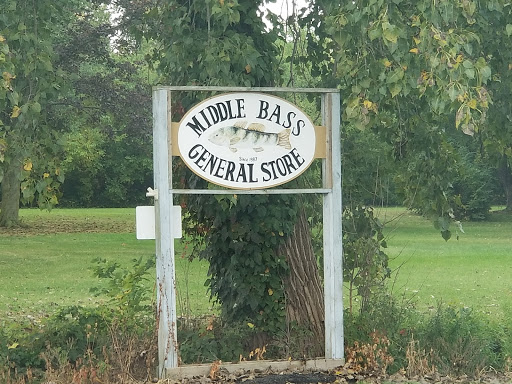 MIDDLE BASS
GENERAL STORE